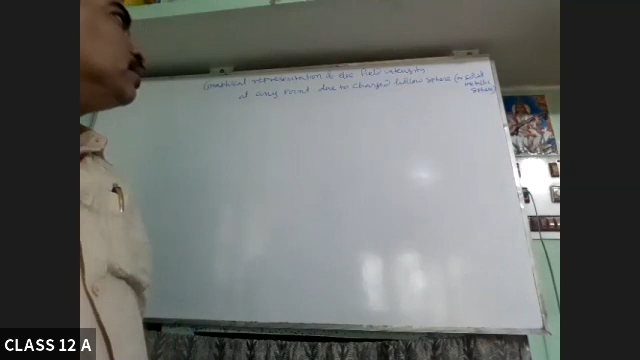 Graphical representation of elec field intensity
at any point due to charged hollow sphere (or solid
metallic
sphere)
CLASS 12 A